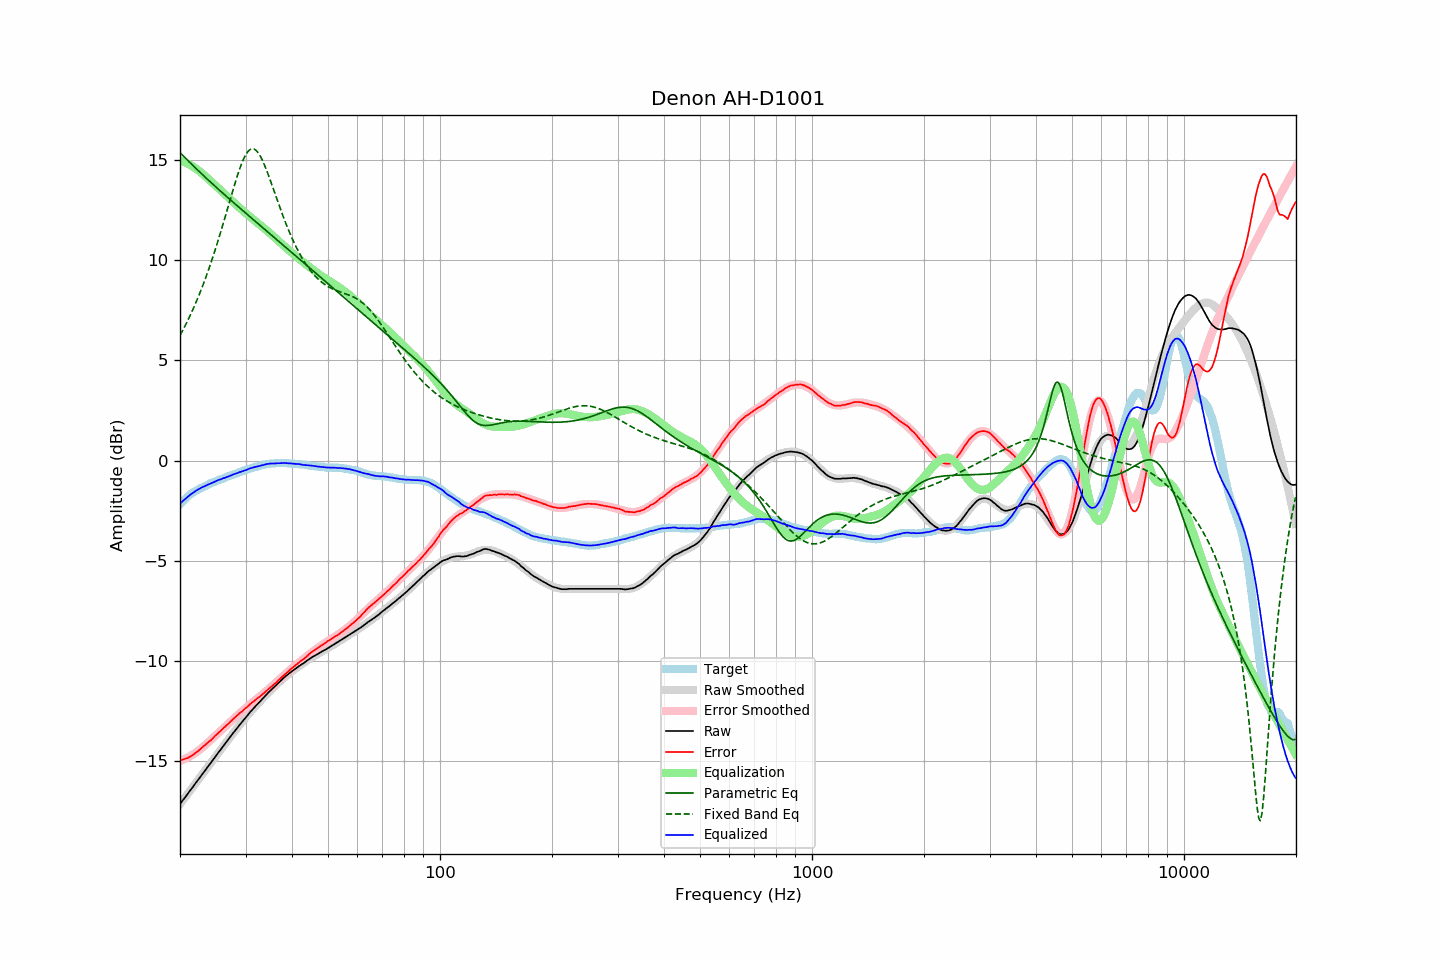 Denon AH-D1001
15
10
5
0
−5
−10
−15
Amplitude (dBr)
100
1000
10000
Frequency (Hz)
Target
Raw Smoothed
Error Smoothed
Raw
Error
Equalization
Parametric Eq
Fixed Band Eq
Equalized